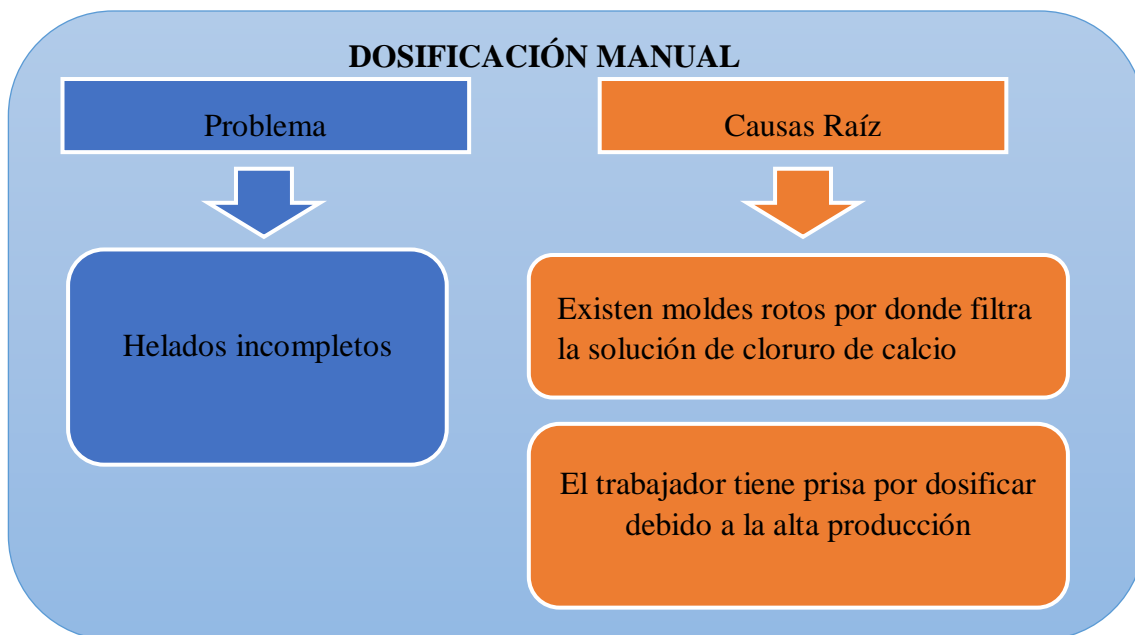 DOSIFICACIÓN MANUAL
Problema
Causas Raíz
Helados incompletos
Existen moldes rotos por donde filtra
la solución de cloruro de calcio
El trabajador tiene prisa por dosificar
debido a la alta producción